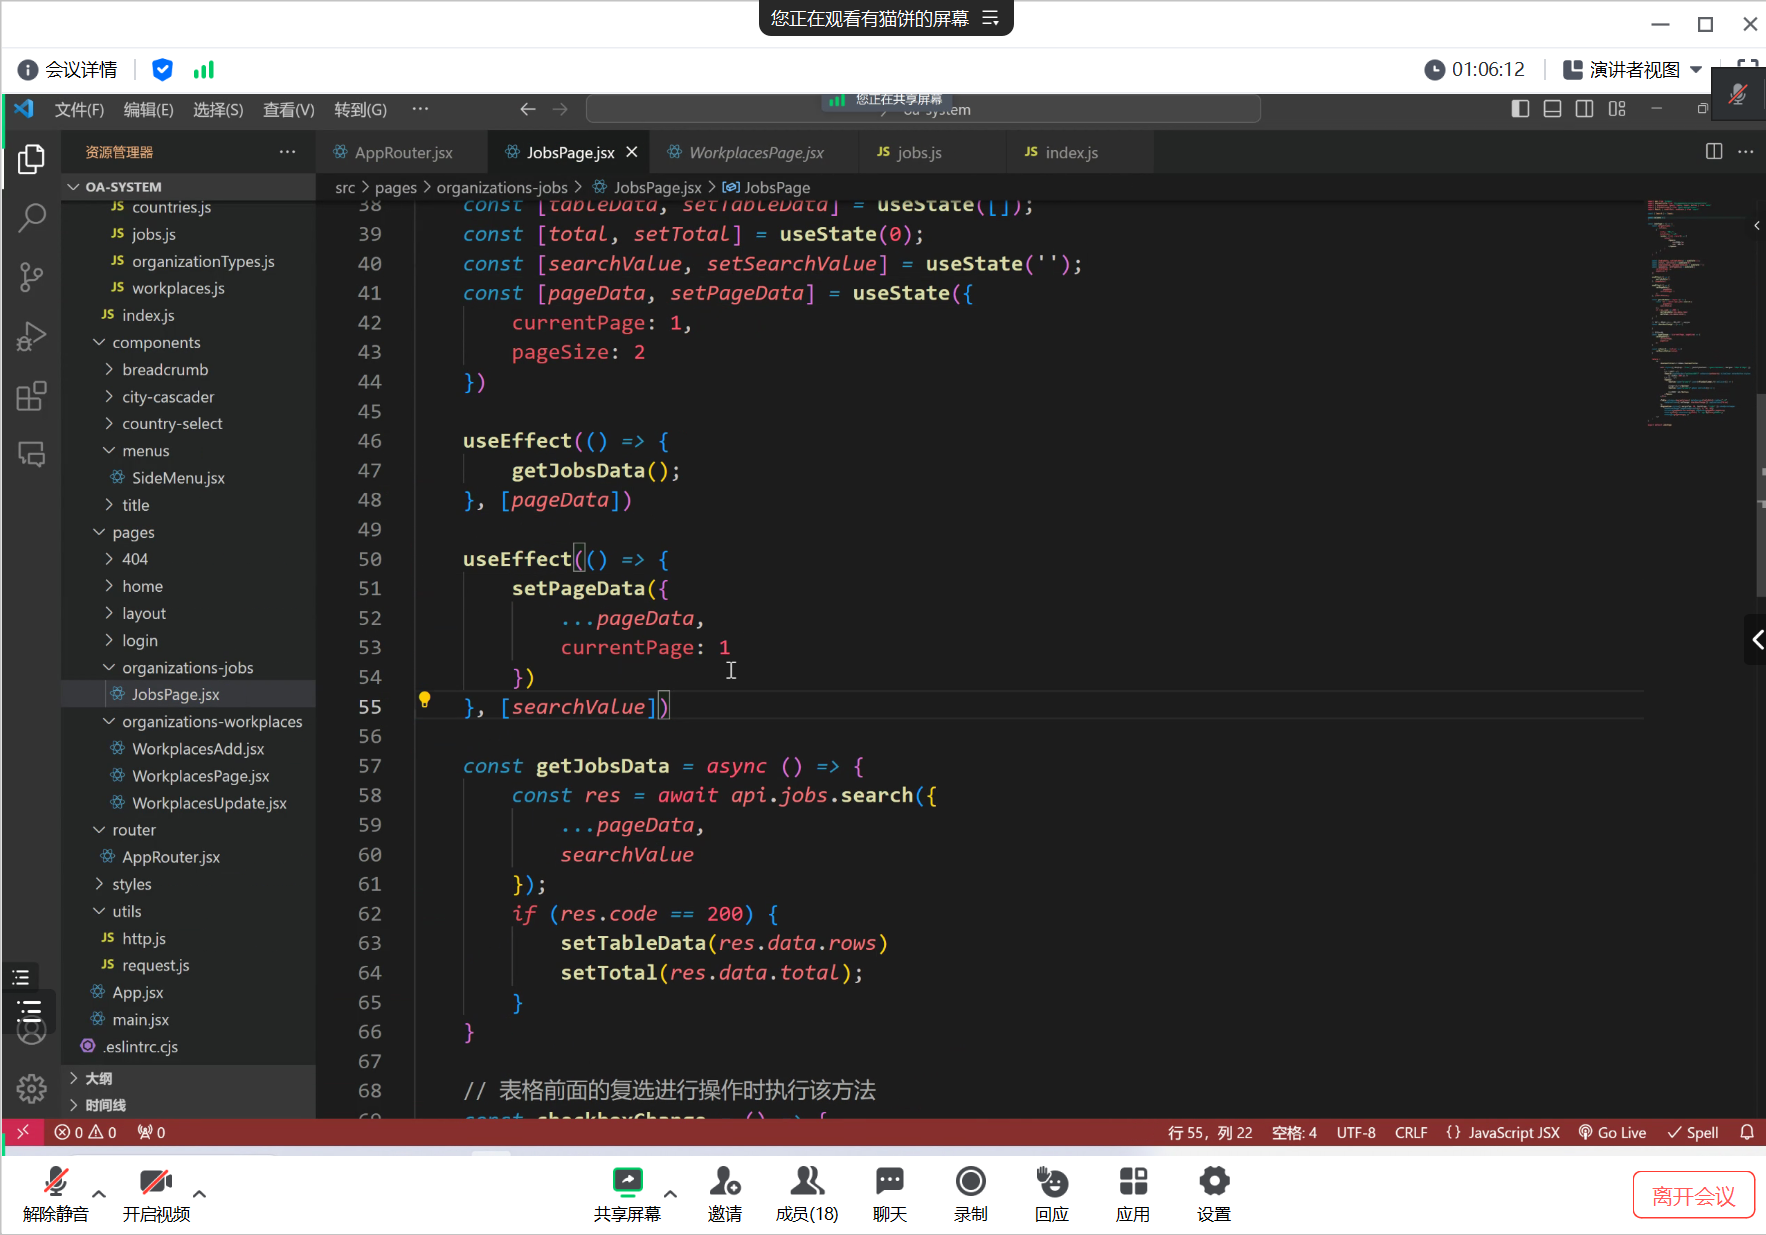 您正在观看有猫饼的屏幕
会议详情
01:06:12
演讲者视图
文件(F) 编辑(E) 选择(S) 查看(V) 转到(G) ···
您正在共享屏幕
oa-system
资源管理器 ···
AppRouter.jsx
JobsPage.jsx
WorkplacesPage.jsx
JS jobs.js
JS index.js
OA-SYSTEM
src > pages > organizations-jobs > JobsPage.jsx > JobsPage
JS countries.js
JS jobs.js
JS organizationTypes.js
JS workplaces.js
JS index.js
components
breadcrumb
city-cascader
country-select
menus
SideMenu.jsx
title
pages
404
home
layout
login
organizations-jobs
JobsPage.jsx
organizations-workplaces
WorkplacesAdd.jsx
WorkplacesPage.jsx
WorkplacesUpdate.jsx
router
AppRouter.jsx
styles
utils
JS http.js
JS request.js
App.jsx
main.jsx
.eslintrc.cjs
大纲
时间线
38 const [tableData, setTableData] = useState([]);
39 const [total, setTotal] = useState(0);
40 const [searchValue, setSearchValue] = useState('');
41 const [pageData, setPageData] = useState({
42 currentPage: 1,
43 pageSize: 2
44 })
45
46 useEffect(() => {
47 getJobsData();
48 }, [pageData])
49
50 useEffect(() => {
51 setPageData({
52 ...pageData,
53 currentPage: 1
54 })
55 }, [searchValue])
56
57 const getJobsData = async () => {
58 const res = await api.jobs.search({
59 ...pageData,
60 searchValue
61 });
62 if (res.code == 200) {
63 setTableData(res.data.rows)
64 setTotal(res.data.total);
65 }
66 }
67
68 // 表格前面的复选进行操作时执行该方法
69 const checkboxChange = () => {
0 0 0
行 55，列 22 空格: 4 UTF-8 CRLF {} JavaScript JSX Go Live Spell
解除静音
开启视频
共享屏幕
邀请
成员(18)
聊天
录制
回应
应用
设置
离开会议